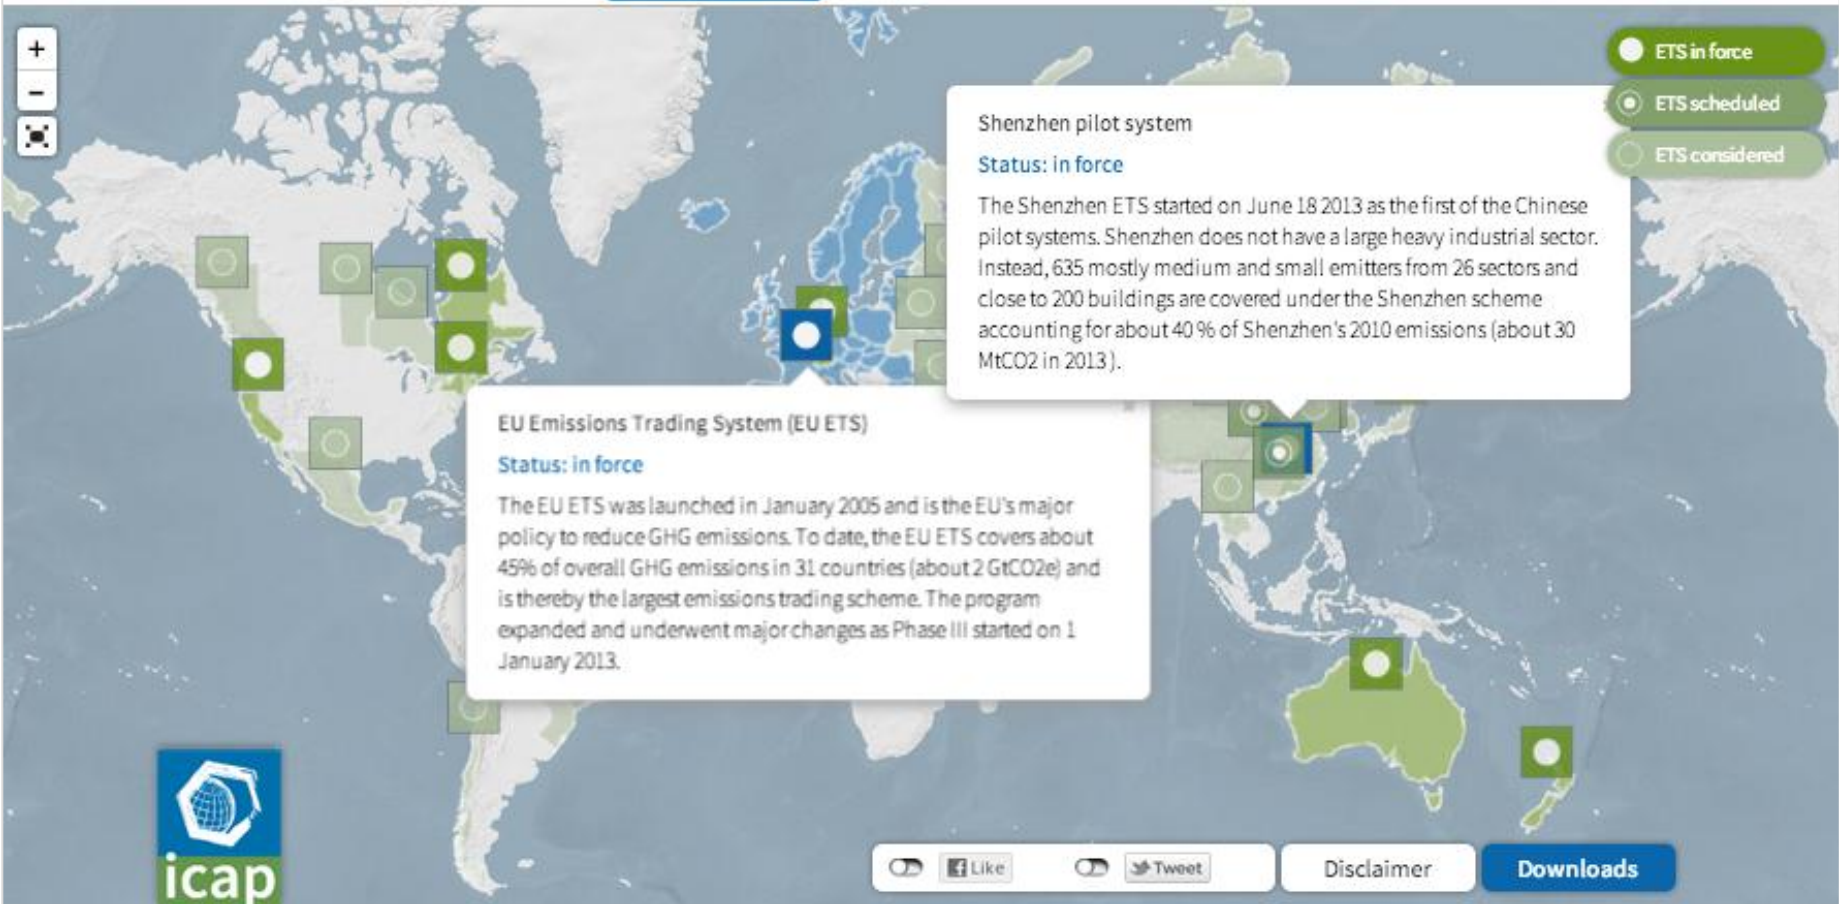 +
ETS in force
−
ETS scheduled
Shenzhen pilot system
Status: in force
ETS considered
The Shenzhen ETS started on June 18 2013 as the first of the Chinese
pilot systems. Shenzhen does not have a large heavy industrial sector.
Instead, 635 mostly medium and small emitters from 26 sectors and
close to 200 buildings are covered under the Shenzhen scheme
accounting for about 40 % of Shenzhen's 2010 emissions (about 30
MtCO2 in 2013 ).
EU Emissions Trading System (EU ETS)
Status: in force
The EU ETS was launched in January 2005 and is the EU's major
policy to reduce GHG emissions. To date, the EU ETS covers about
45% of overall GHG emissions in 31 countries (about 2 GtCO2e) and
is thereby the largest emissions trading scheme. The program
expanded and underwent major changes as Phase III started on 1
January 2013.
icap
Like
Tweet
Disclaimer
Downloads